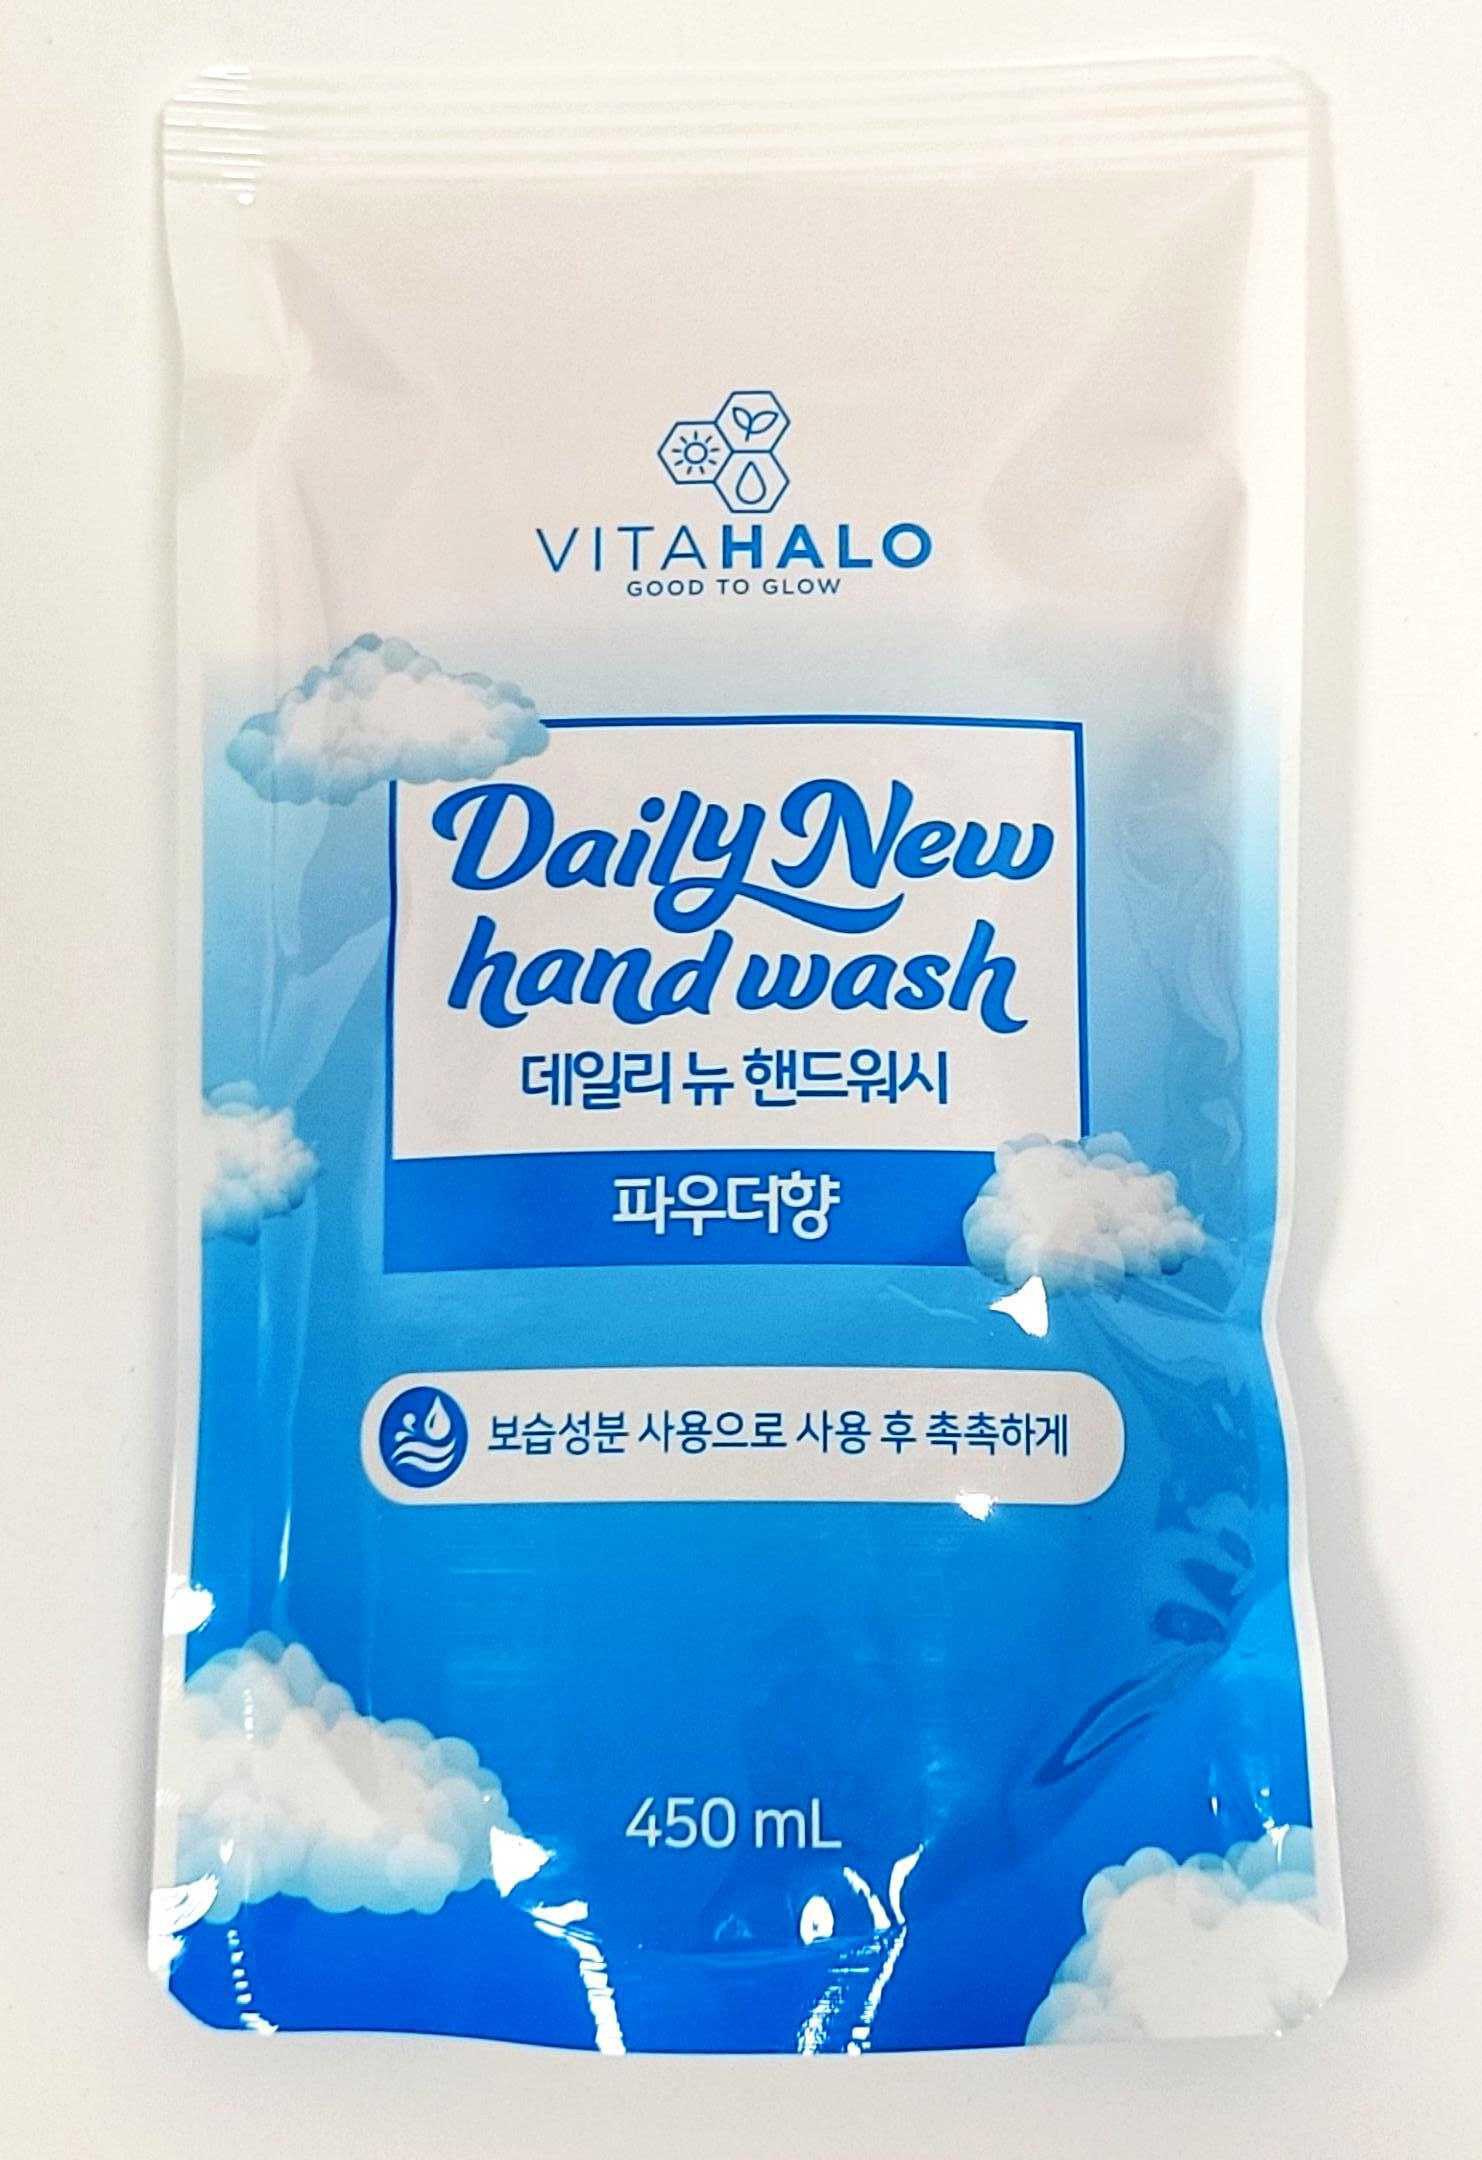 VITAHALO
GOOD TO GLOW
Daily New
hand wash
데일리 뉴 핸드워시
파우더향
보습성분 사용으로 사용 후 촉촉하게
450 mL